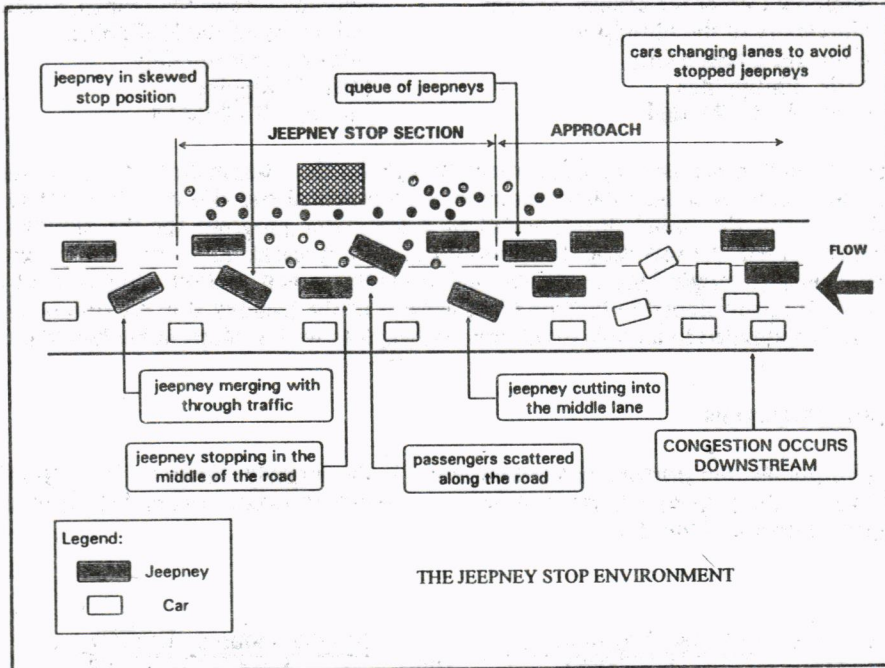 cars changing lanes to avoid
stopped jeepneys
jeepney in skewed
stop position
queue of jeepneys
JEEPNEY STOP SECTION
APPROACH
FLOW
jeepney merging with
through traffic
jeepney cutting into
the middle lane
jeepney stopping in the
middle of the road
passengers scattered
along the road
CONGESTION OCCURS
DOWNSTREAM
Legend:
Jeepney
Car
THE JEEPNEY STOP ENVIRONMENT